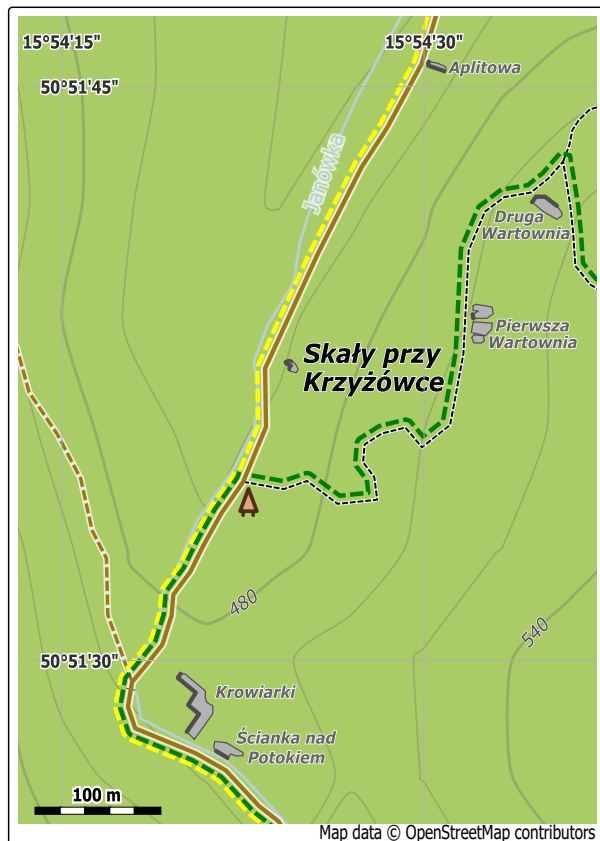 15°54'15"
15°54'30"
Aplitowa
50°51'45"
Janówka
Druga
Wartownia
Pierwsza
Wartownia
Skały przy
Krzyżówce
480
540
50°51'30"
Krowiarki
Ścianka nad
Potokiem
100 m
Map data © OpenStreetMap contributors